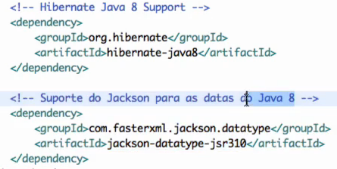 <!-- Hibernate Java 8 Support -->
<dependency>
<groupId>org.hibernate</groupId>
<artifactId>hibernate-java8</artifactId>
</dependency>
<!-- Suporte do Jackson para as datas do Java 8 -->
<dependency>
<groupId>com.fasterxml.jackson.datatype</groupId>
<artifactId>jackson-datatype-jsr310</artifactId>
</dependency>